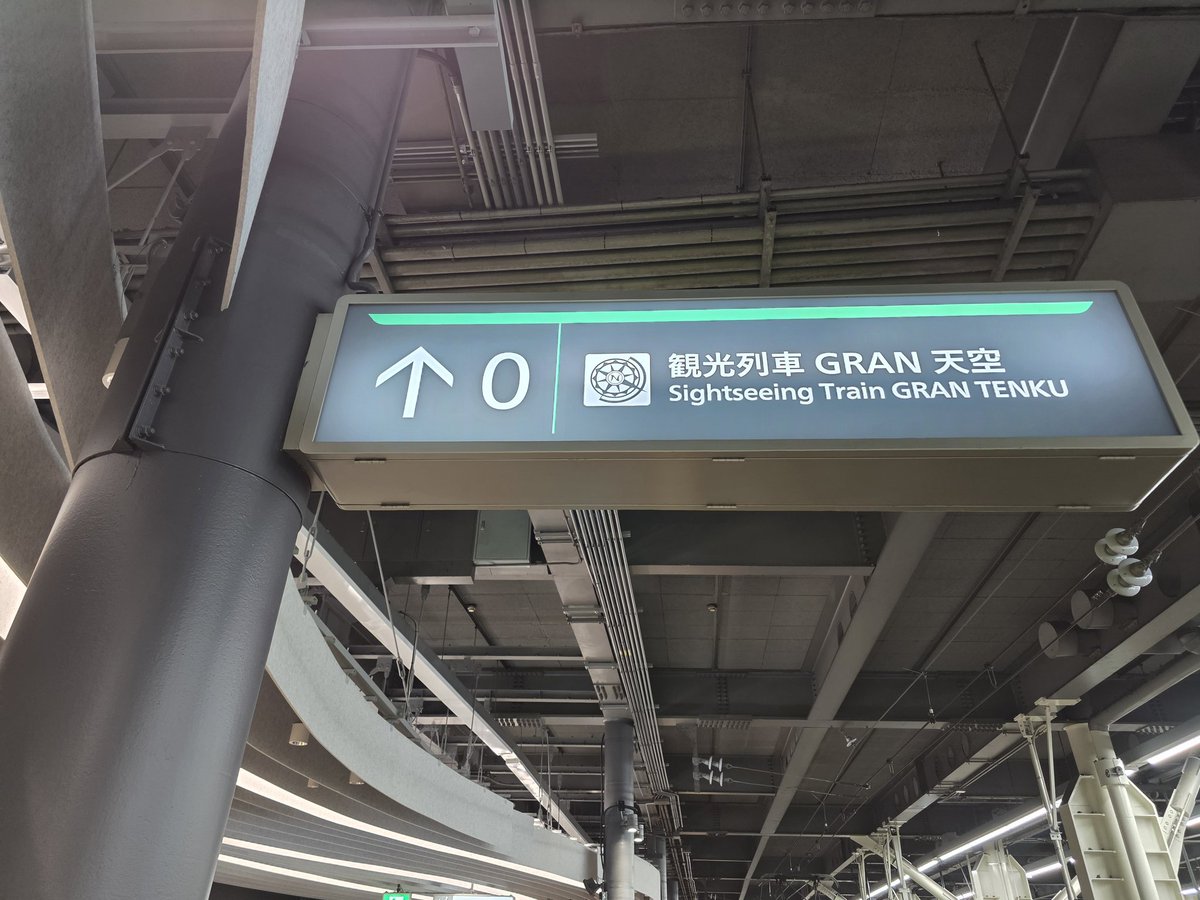 ↑ 0
観光列車 GRAN 天空
Sightseeing Train GRAN TENKU